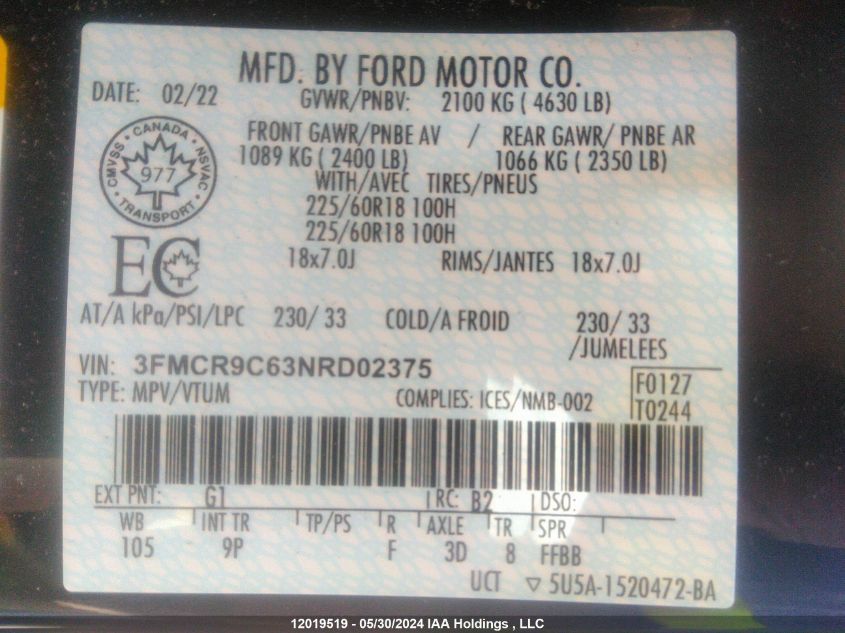 MFD. BY FORD MOTOR CO.
DATE: 02/22 GVWR/PNBV: 2100 KG ( 4630 LB)
FRONT GAWR/PNBE AV / REAR GAWR/ PNBE AR
1089 KG ( 2400 LB) 1066 KG ( 2350 LB)
WITH/AVEC TIRES/PNEUS
225/60R18 100H
225/60R18 100H
18x7.0J RIMS/JANTES 18x7.0J
CANADA
CMVSS NSVAC
977
TRANSPORT
EC
AT/A kPa/PSI/LPC 230/ 33 COLD/A FROID 230/ 33
/JUMELEES
VIN: 3FMCR9C63NRD02375
TYPE: MPV/VTUM COMPLIES: ICES/NMB-002
F0127
T0244
EXT PNT: G1 RC: B2 DSO:
WB INT TR TP/PS R AXLE TR SPR
105 9P F 3D 8 FFBB
UCT ▽ 5U5A-1520472-BA
12019519 - 05/30/2024 IAA Holdings , LLC